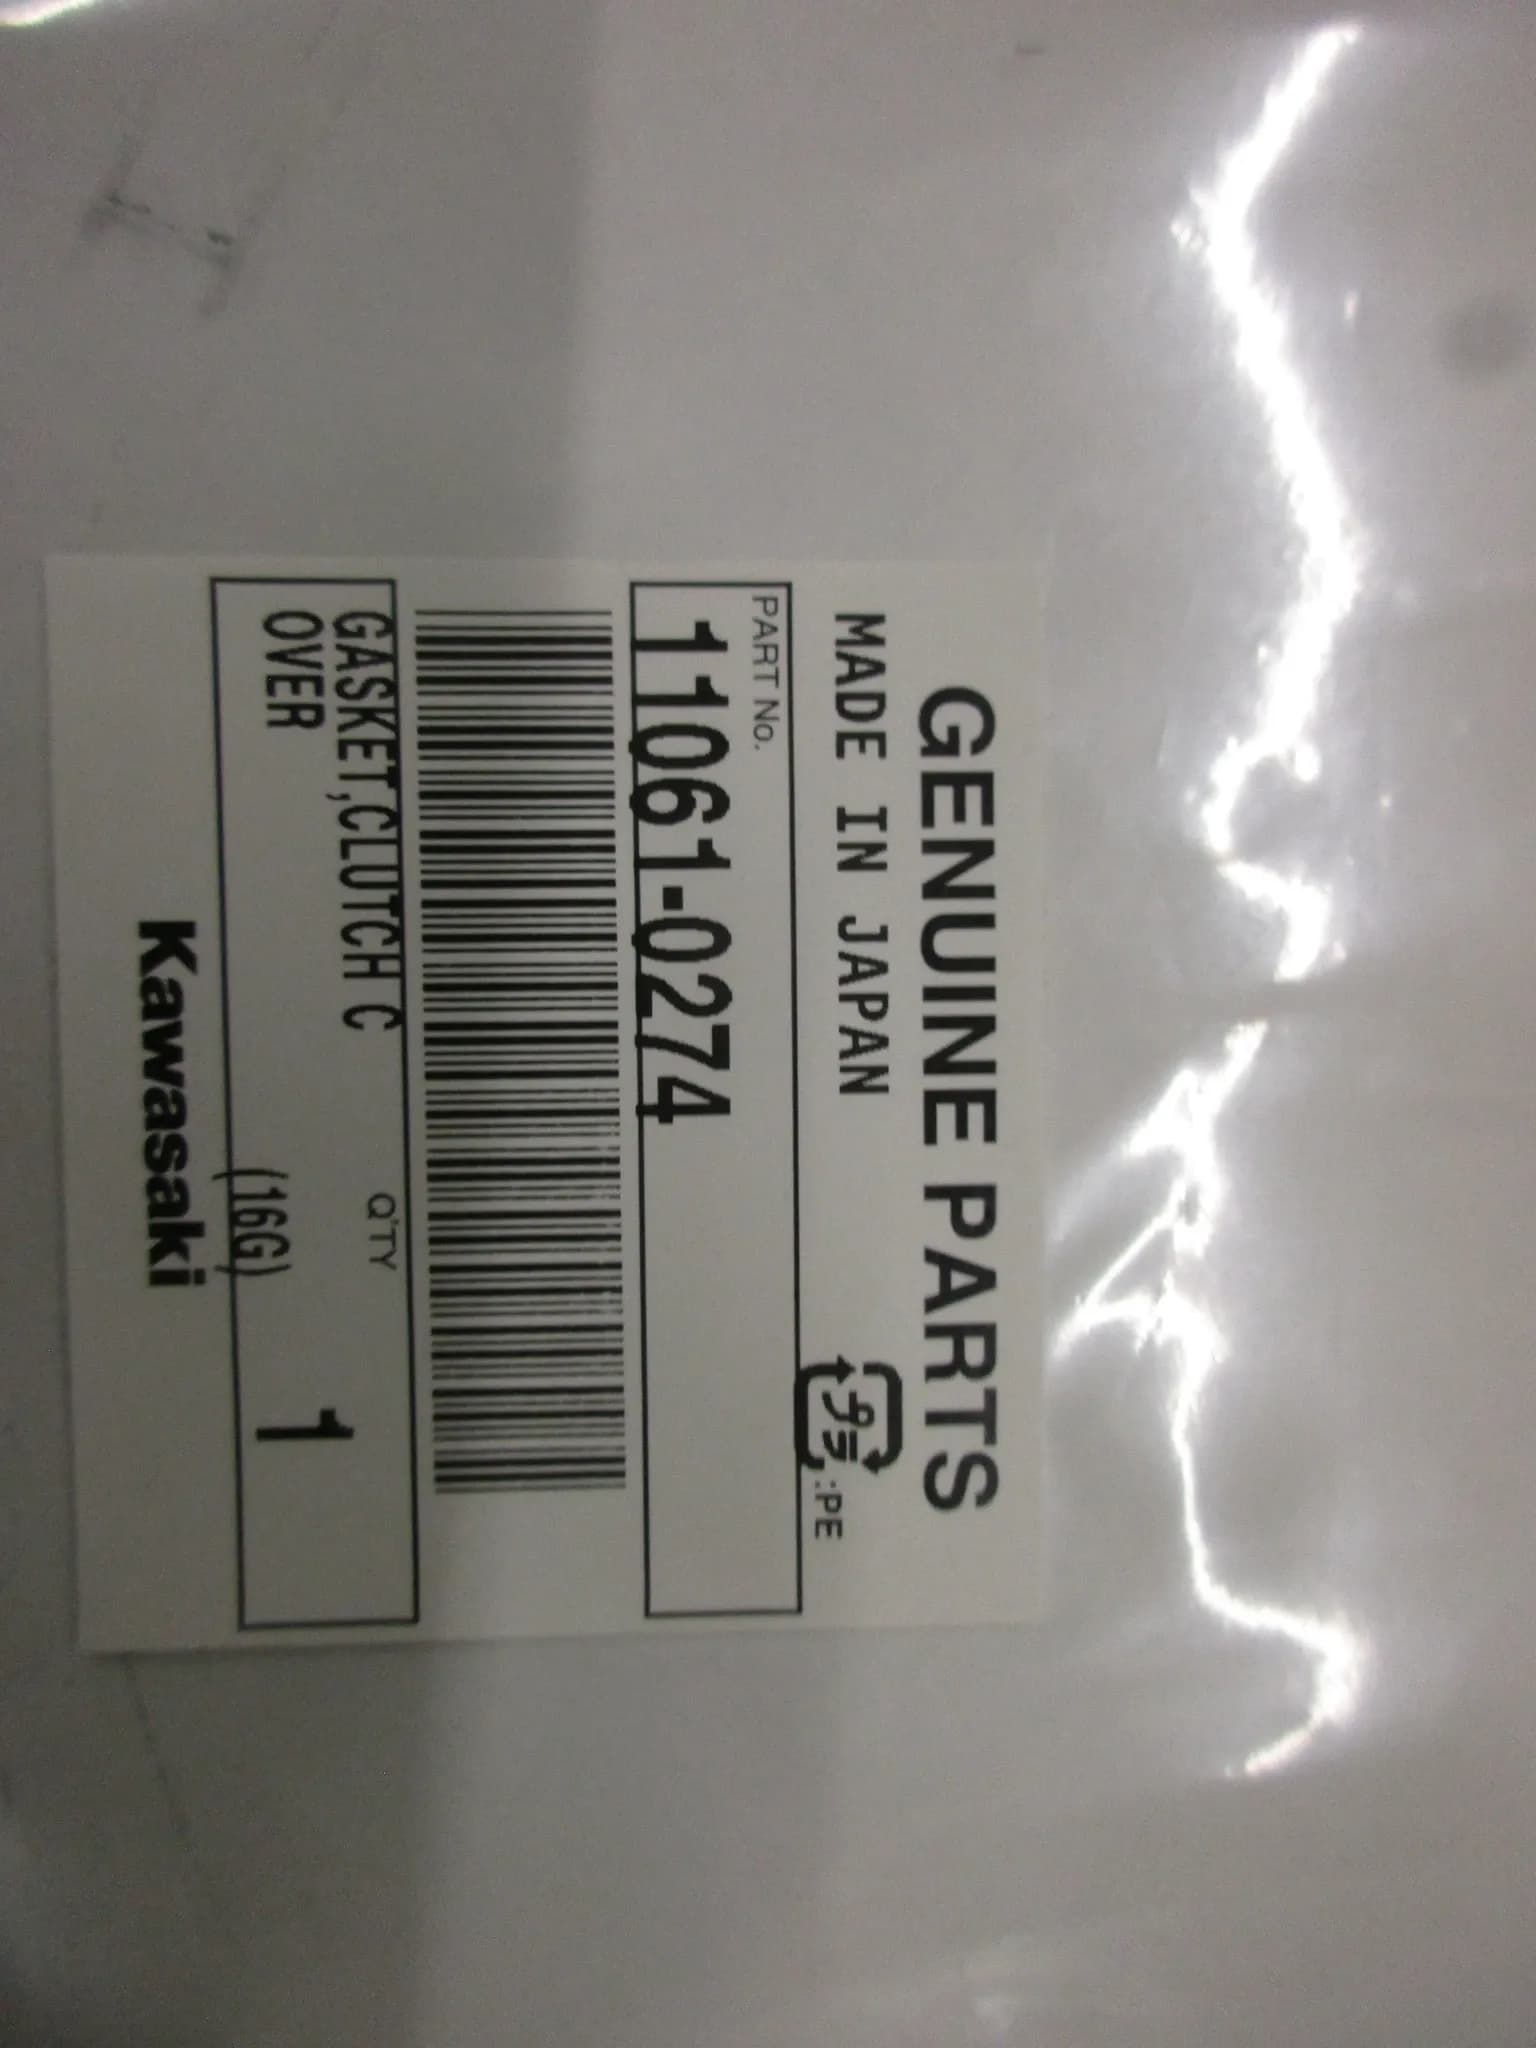 GENUINE PARTS
MADE IN JAPAN
プラ :PE
PART No.
11061-0274
GASKET,CLUTCH C
OVER
Q'TY
1
(16G)
Kawasaki